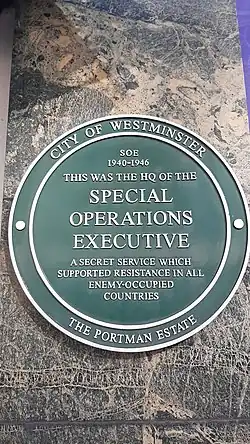 CITY OF WESTMINSTER
SOE
1940-1946
THIS WAS THE HQ OF THE
SPECIAL
OPERATIONS
EXECUTIVE
A SECRET SERVICE WHICH
SUPPORTED RESISTANCE IN ALL
ENEMY-OCCUPIED
COUNTRIES
THE PORTMAN ESTATE